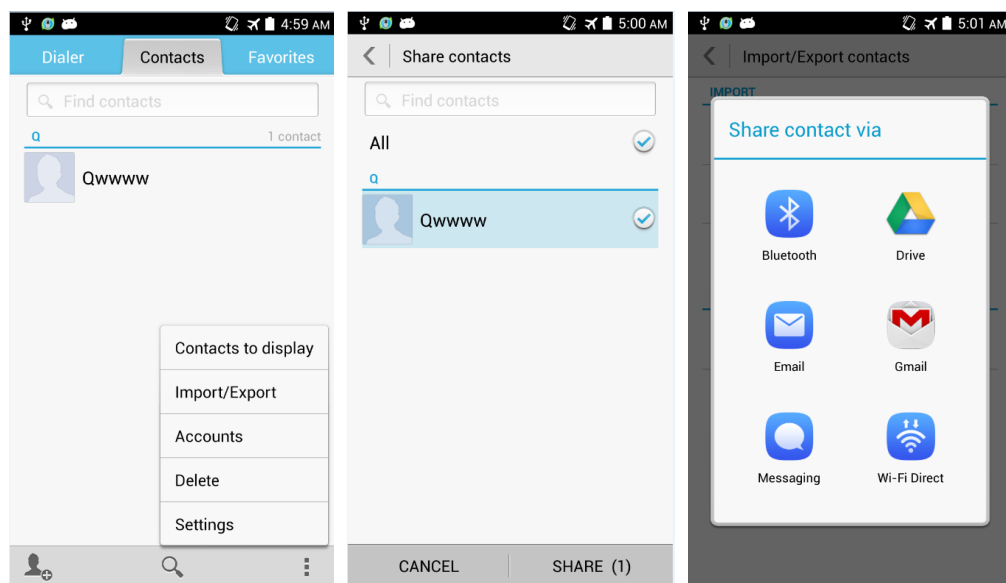 4:59 AM
Dialer
Contacts
Favorites
Find contacts
Q
1 contact
Qwwww
Contacts to display
Import/Export
Accounts
Delete
Settings
5:00 AM
Share contacts
Find contacts
All
Q
Qwwww
CANCEL
SHARE (1)
5:01 AM
Import/Export contacts
IMPORT
Share contact via
Bluetooth
Drive
Email
Gmail
Messaging
Wi-Fi Direct